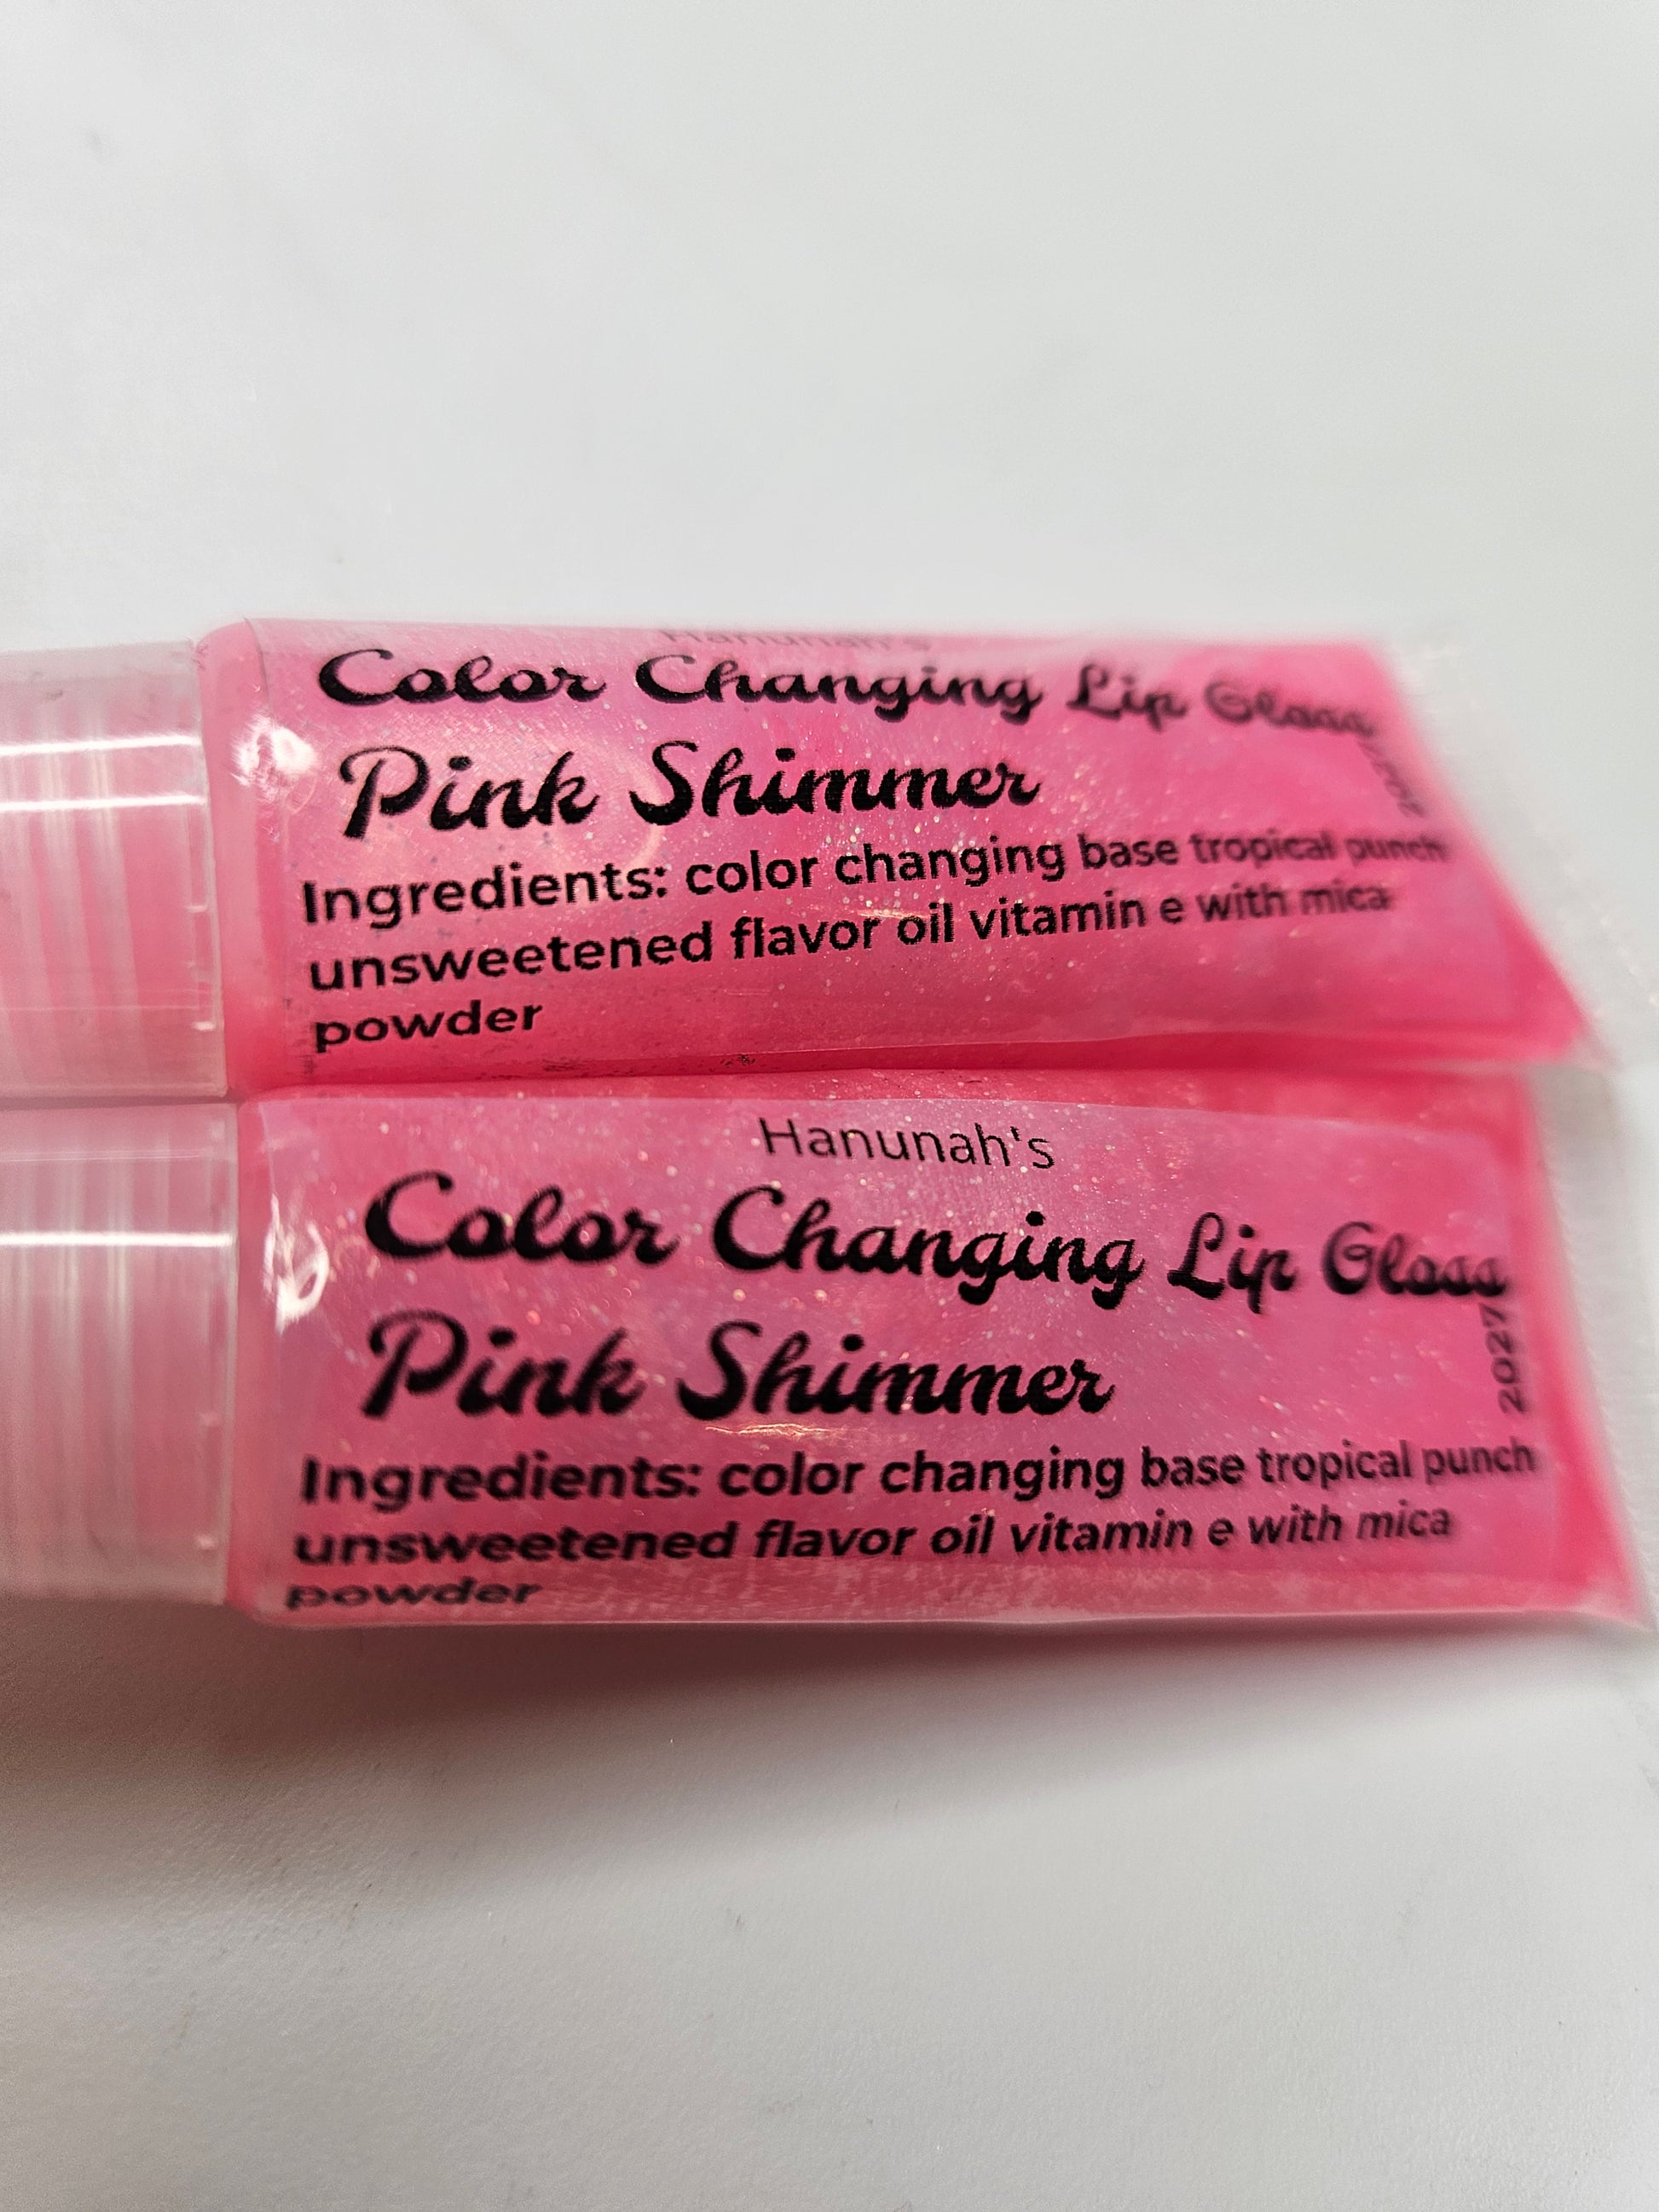 Hanunah's
Color Changing Lip Gloss
Pink Shimmer
Ingredients: color changing base tropical punch
unsweetened flavor oil vitamin e with mica
powder
Hanunah's
Color Changing Lip Gloss
2027
Pink Shimmer
Ingredients: color changing base tropical punch
unsweetened flavor oil vitamin e with mica
powder